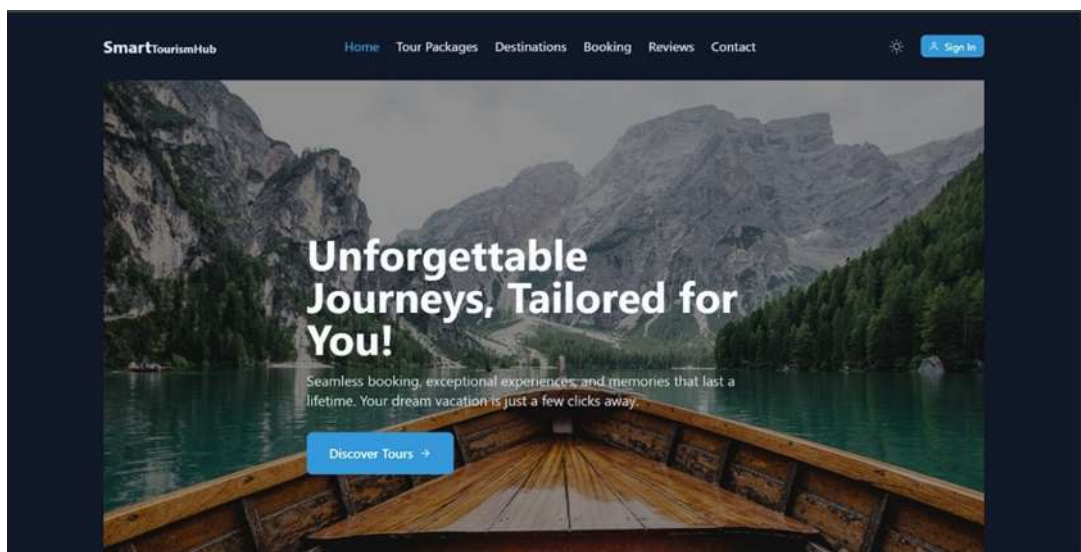 SmartTourismHub
Home Tour Packages Destinations Booking Reviews Contact
Sign In
Unforgettable
Journeys, Tailored for
You!
Seamless booking, exceptional experiences, and memories that last a
lifetime. Your dream vacation is just a few clicks away.
Discover Tours →